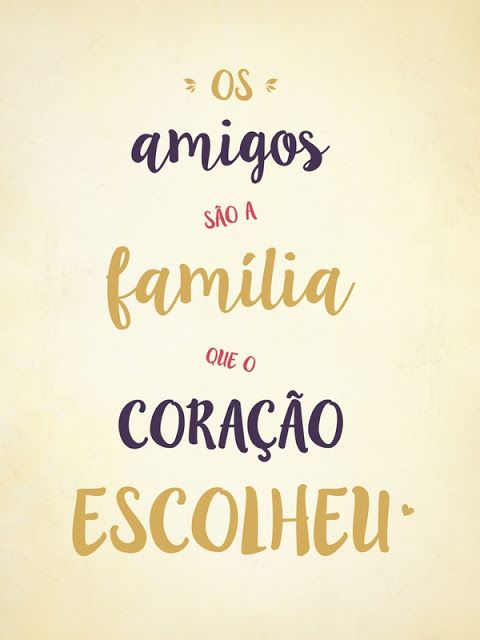 OS
amigos
SÃO A
família
QUE O
CORAÇÃO
ESCOLHEU